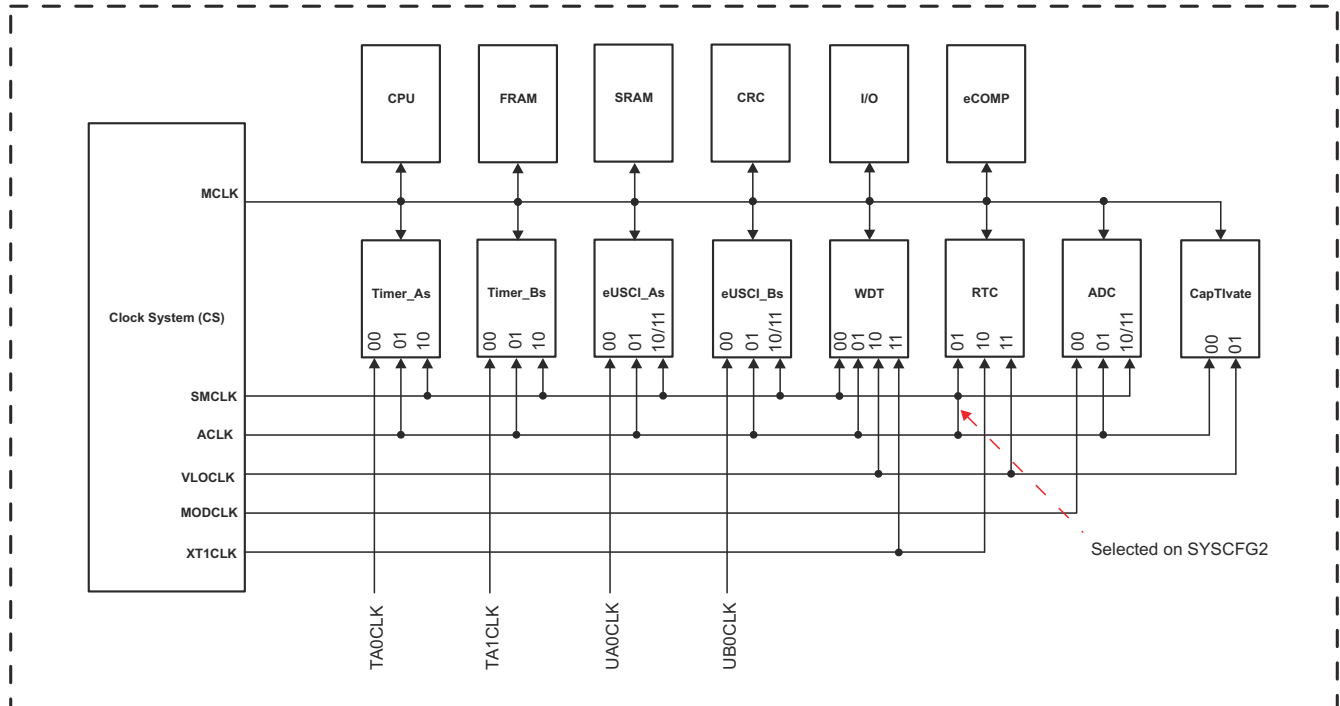 CPU
FRAM
SRAM
CRC
I/O
eCOMP
MCLK
Clock System (CS)
Timer_As
00
01
10
Timer_Bs
00
01
10
eUSCI_As
00
01
10/11
eUSCI_Bs
00
01
10/11
WDT
00
01
10
11
RTC
01
10
11
ADC
00
01
10/11
CapTIvate
00
01
SMCLK
ACLK
VLOCLK
MODCLK
XT1CLK
Selected on SYSCFG2
TA0CLK
TA1CLK
UA0CLK
UB0CLK